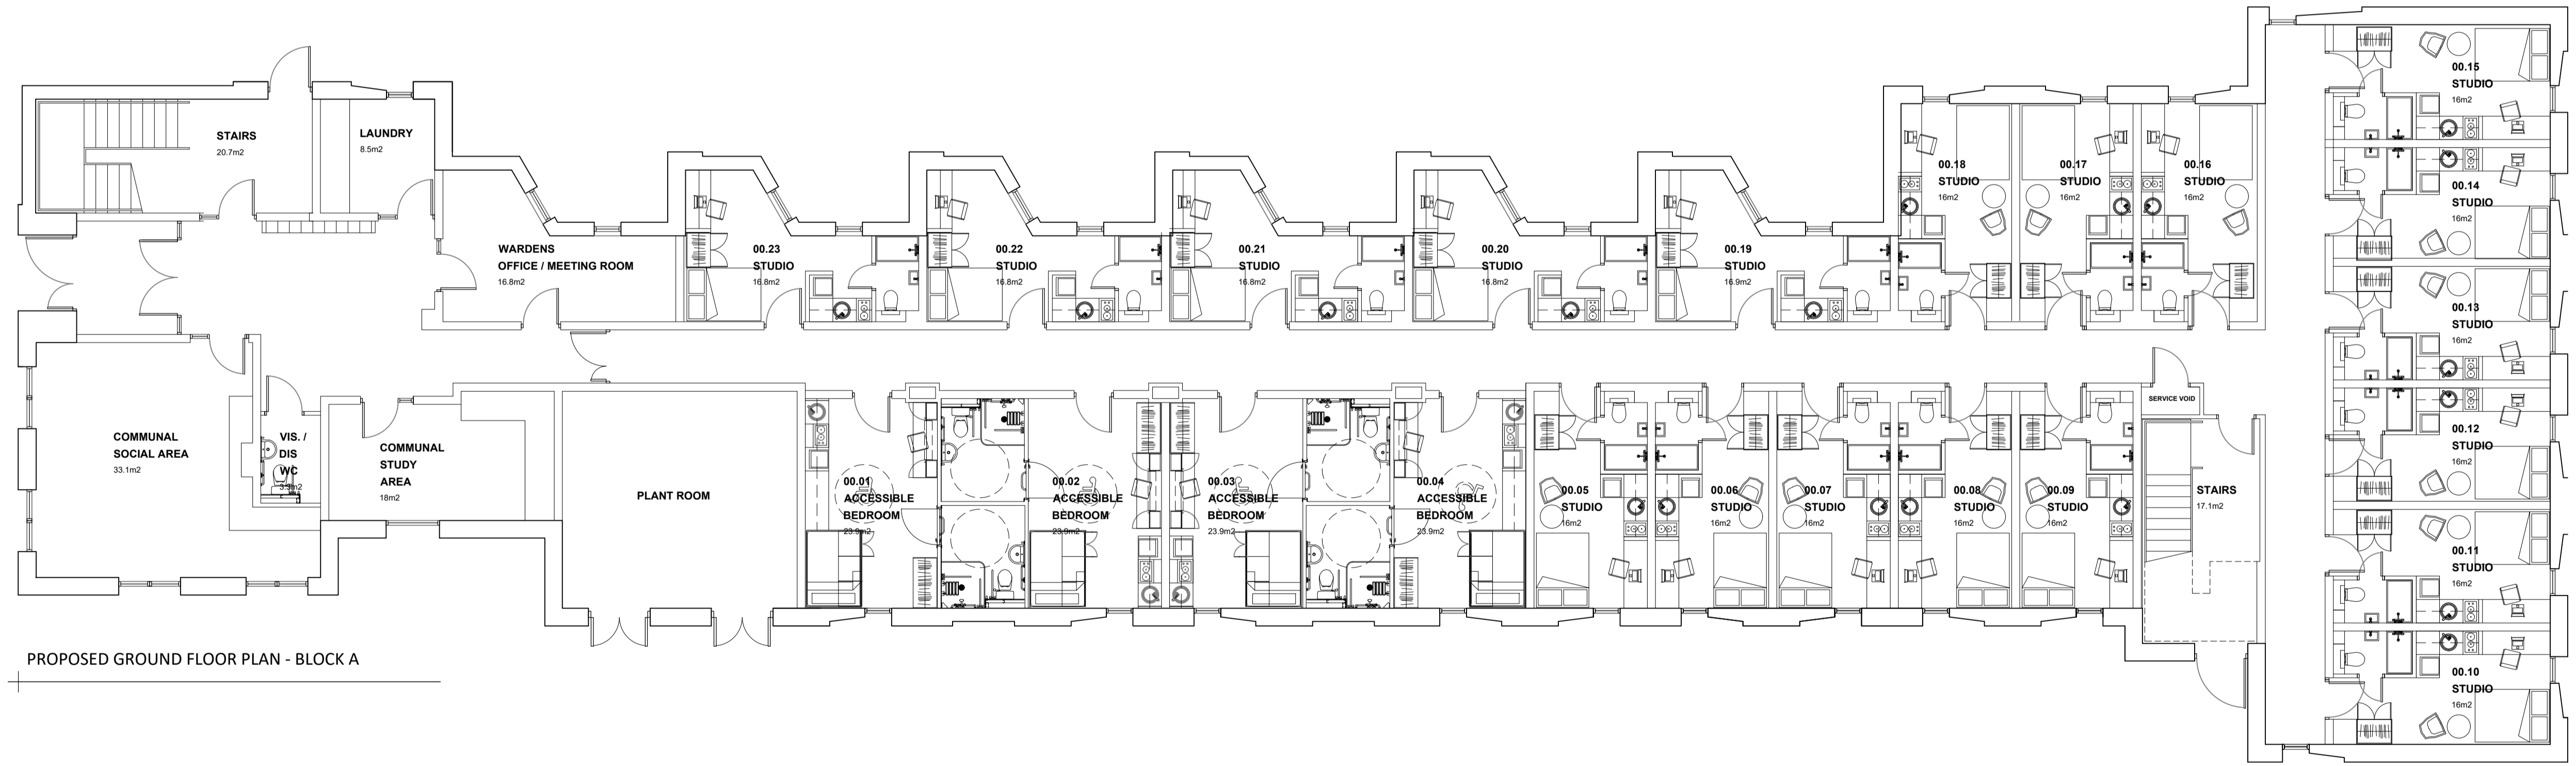 STAIRS
20.7m2
LAUNDRY
8.5m2
WARDENS
OFFICE / MEETING ROOM
16.8m2
00.23
STUDIO
16.8m2
00.22
STUDIO
16.8m2
00.21
STUDIO
16.8m2
00.20
STUDIO
16.8m2
00.19
STUDIO
16.9m2
00.18
STUDIO
16m2
00.17
STUDIO
16m2
00.16
STUDIO
16m2
00.15
STUDIO
16m2
00.14
STUDIO
16m2
00.13
STUDIO
16m2
00.12
STUDIO
16m2
00.11
STUDIO
16m2
00.10
STUDIO
16m2
COMMUNAL
SOCIAL AREA
33.1m2
VIS. /
DIS
WC
3.3m2
COMMUNAL
STUDY
AREA
18m2
PLANT ROOM
00.01
ACCESSIBLE
BEDROOM
23.9m2
00.02
ACCESSIBLE
BEDROOM
23.9m2
00.03
ACCESSIBLE
BEDROOM
23.9m2
00.04
ACCESSIBLE
BEDROOM
23.9m2
00.05
STUDIO
16m2
00.06
STUDIO
16m2
00.07
STUDIO
16m2
00.08
STUDIO
16m2
00.09
STUDIO
16m2
SERVICE VOID
STAIRS
17.1m2
PROPOSED GROUND FLOOR PLAN - BLOCK A